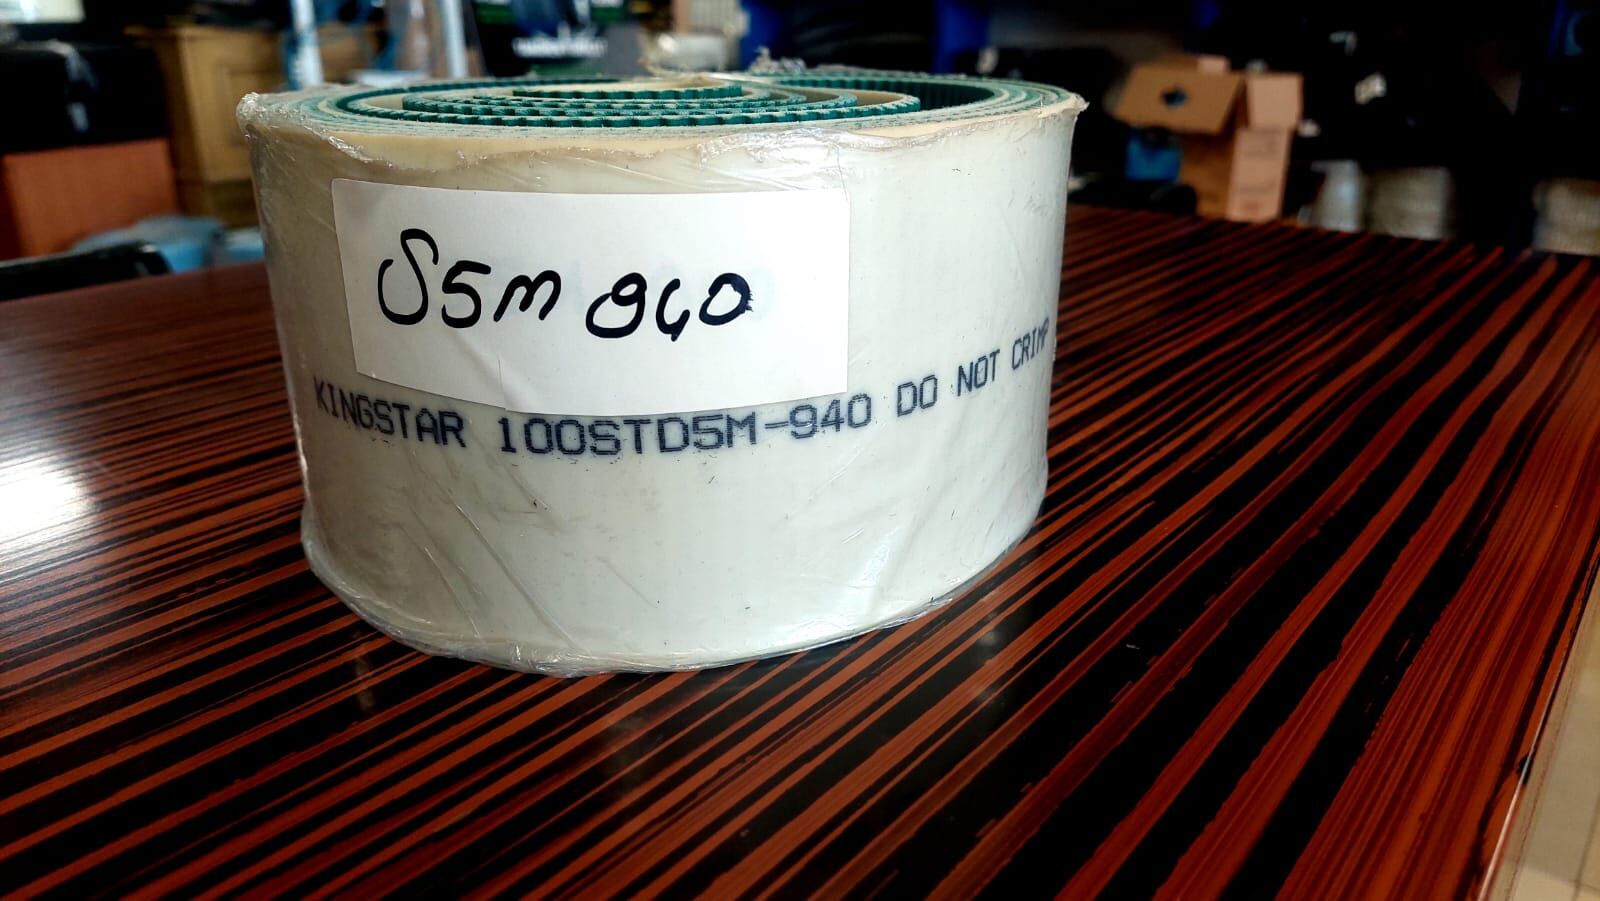 S5M 940
KINGSTAR 100STD5M-940 DO NOT CRIMP